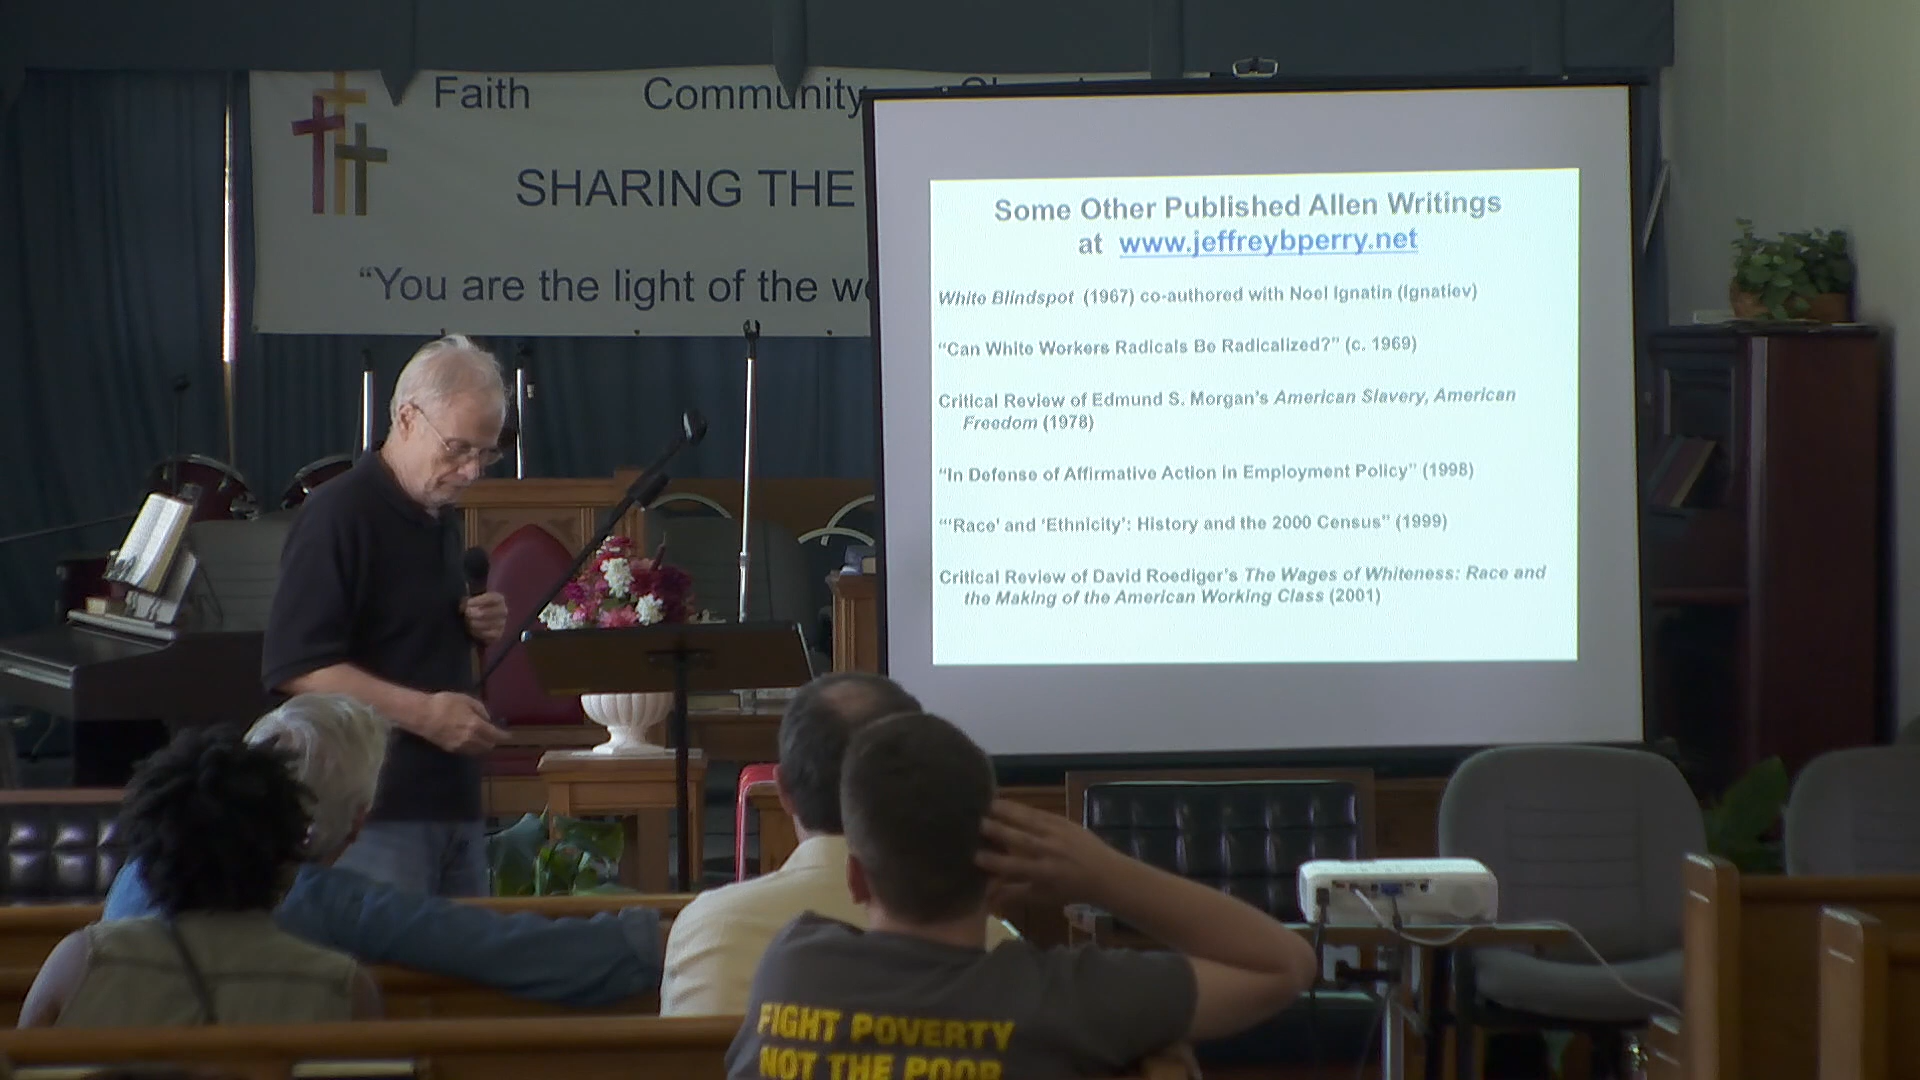 Faith Community
SHARING THE
“You are the light of the
Some Other Published Allen Writings
at www.jeffreybperry.net
White Blindspot (1967) co-authored with Noel Ignatin (Ignatiev)
“Can White Workers Radicals Be Radicalized?” (c. 1969)
Critical Review of Edmund S. Morgan’s American Slavery, American
Freedom (1978)
“In Defense of Affirmative Action in Employment Policy” (1998)
“‘Race’ and ‘Ethnicity’: History and the 2000 Census” (1999)
Critical Review of David Roediger’s The Wages of Whiteness: Race and
the Making of the American Working Class (2001)
FIGHT POVERTY
NOT THE POOR